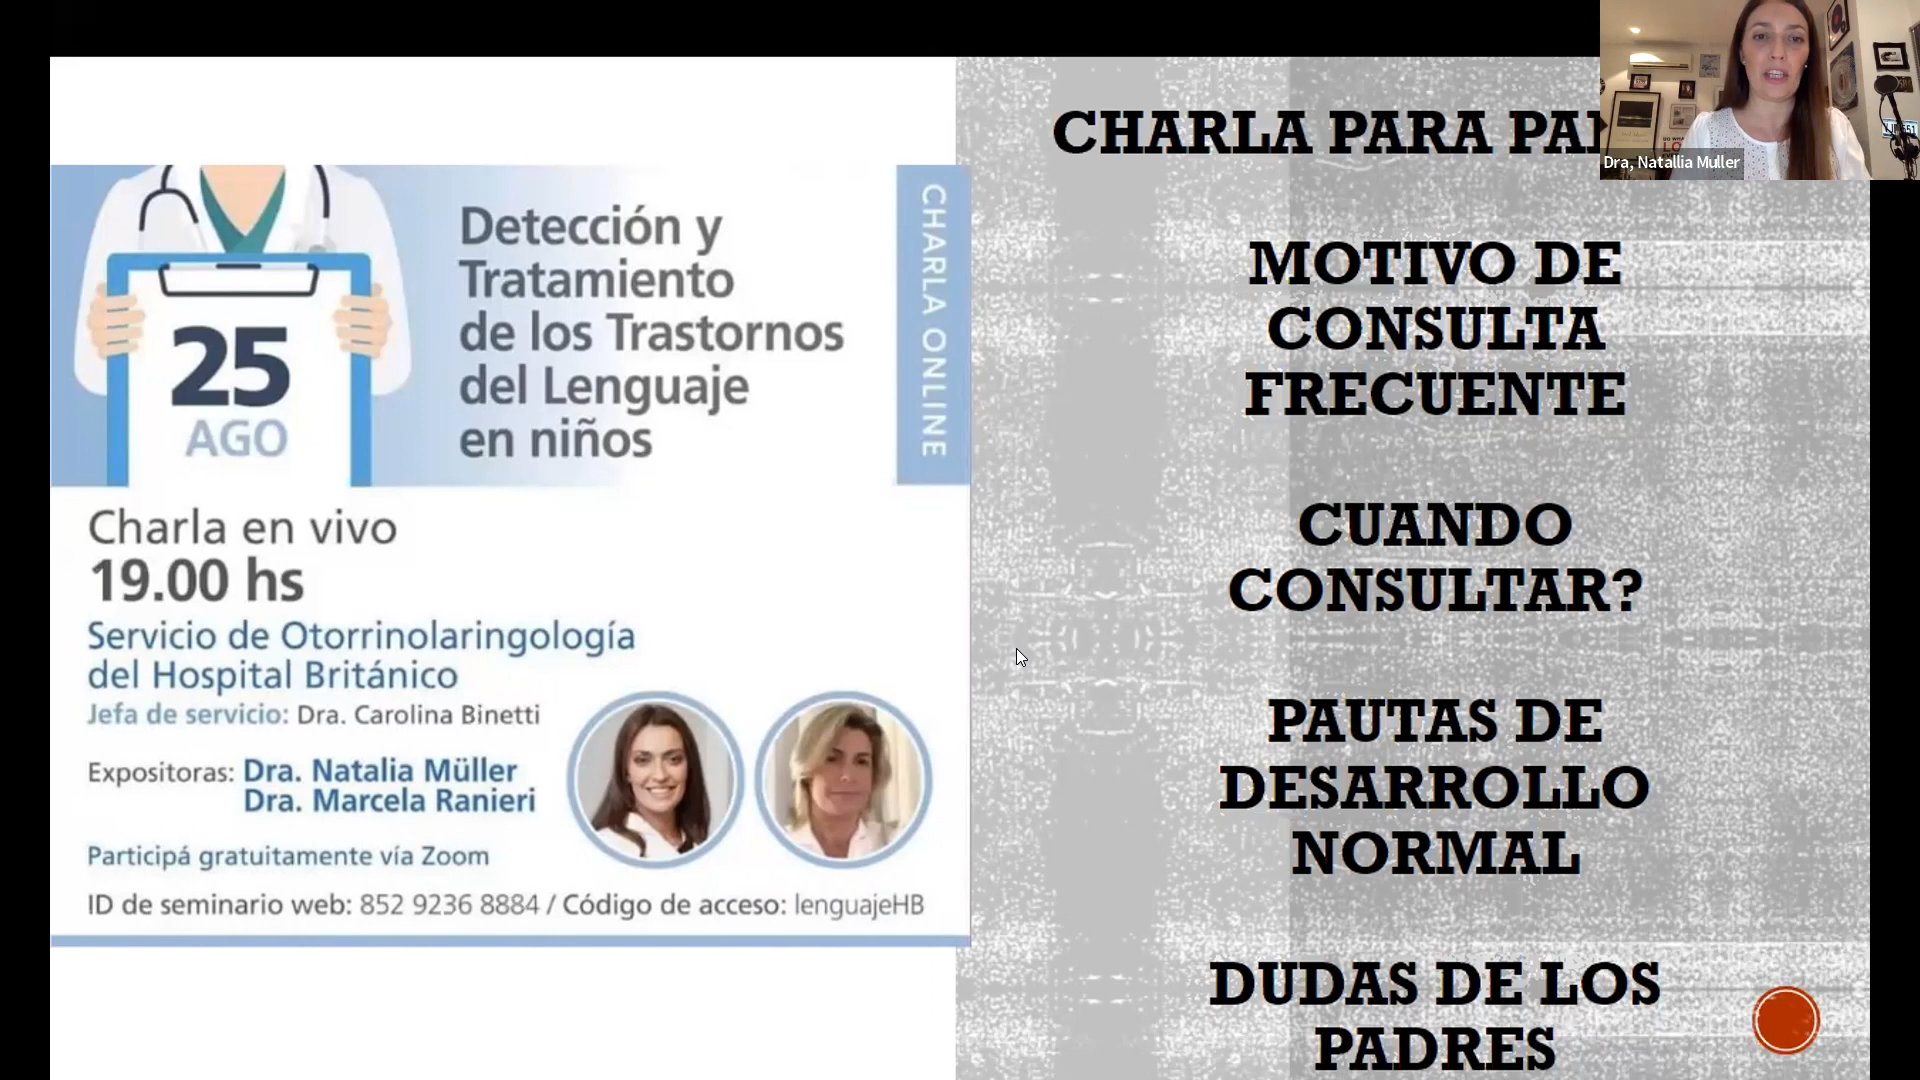 Detección y
Tratamiento
de los Trastornos
del Lenguaje
en niños
CHARLA ONLINE
25
AGO
Charla en vivo
19.00 hs
Servicio de Otorrinolaringología
del Hospital Británico
Jefa de servicio: Dra. Carolina Binetti
Expositoras: Dra. Natalia Müller
Dra. Marcela Ranieri
Participá gratuitamente vía Zoom
ID de seminario web: 852 9236 8884 / Código de acceso: lenguajeHB
CHARLA PARA
MOTIVO DE
CONSULTA
FRECUENTE
CUANDO
CONSULTAR?
PAUTAS DE
DESARROLLO
NORMAL
DUDAS DE LOS
PADRES
Dra, Natallia Muller